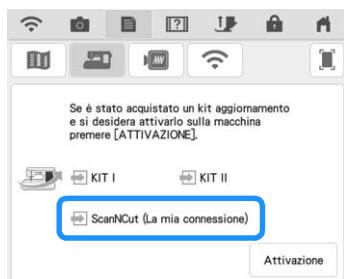 Se è stato acquistato un kit aggiornamento
e si desidera attivarlo sulla macchina
premere [ATTIVAZIONE].
KIT I KIT II
ScanNCut (La mia connessione)
Attivazione